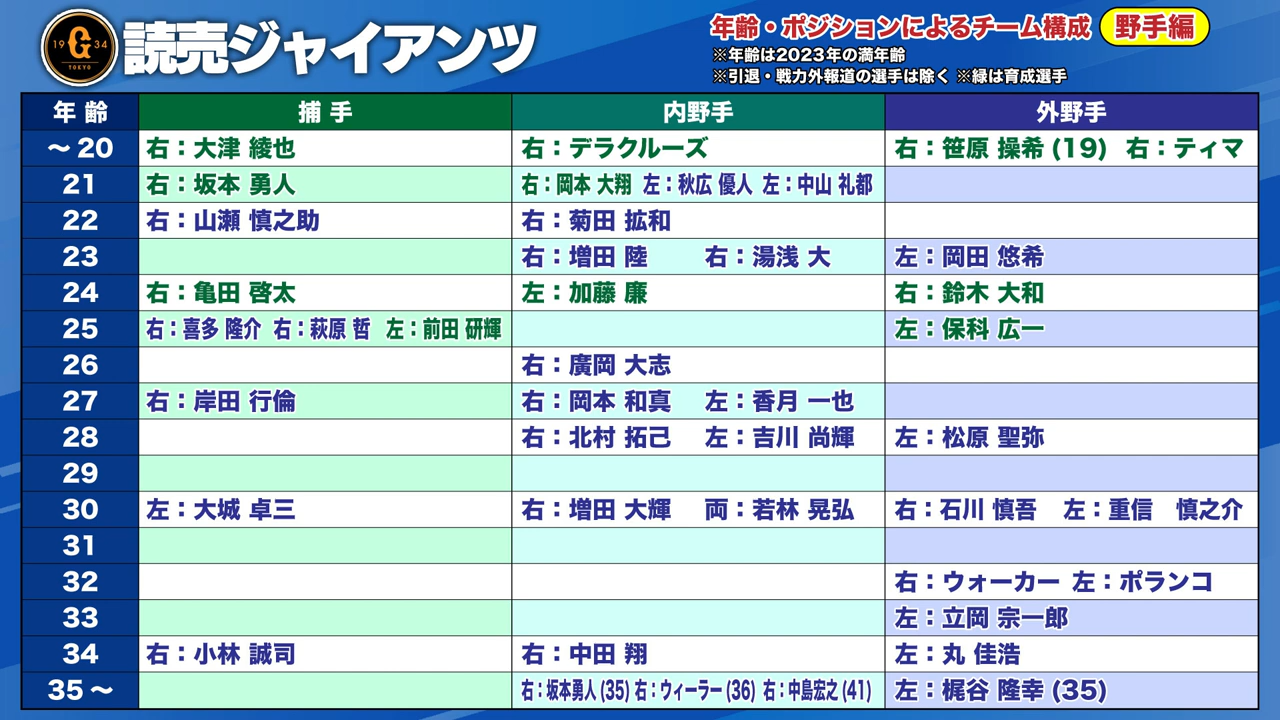 19 G 34
TOKYO
読売ジャイアンツ
年齢・ポジションによるチーム構成 野手編
※年齢は2023年の満年齢
※引退・戦力外報道の選手は除く ※緑は育成選手
年 齢 捕 手 内野手 外野手
～20 右：大津 綾也 右：デラクルーズ 右：笹原 操希(19) 右：ティマ
21 右：坂本 勇人 右：岡本 大翔 左：秋広 優人 左：中山 礼都
22 右：山瀬 慎之助 右：菊田 拡和
23 右：増田 陸 右：湯浅 大 左：岡田 悠希
24 右：亀田 啓太 左：加藤 廉 右：鈴木 大和
25 右：喜多 隆介 右：萩原 哲 左：前田 研輝 左：保科 広一
26 右：廣岡 大志
27 右：岸田 行倫 右：岡本 和真 左：香月 一也
28 右：北村 拓己 左：吉川 尚輝 左：松原 聖弥
29
30 左：大城 卓三 右：増田 大輝 両：若林 晃弘 右：石川 慎吾 左：重信 慎之介
31
32 右：ウォーカー 左：ポランコ
33 左：立岡 宗一郎
34 右：小林 誠司 右：中田 翔 左：丸 佳浩
35～ 右：坂本勇人(35) 右：ウィーラー(36) 右：中島宏之(41) 左：梶谷 隆幸(35)